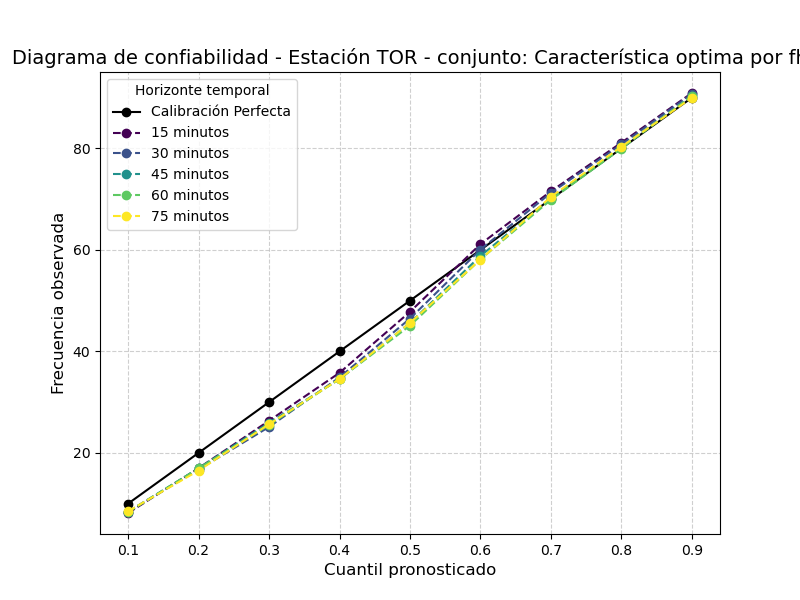 Diagrama de confiabilidad - Estación TOR - conjunto: Característica optima por fh
Horizonte temporal
Calibración Perfecta
15 minutos
30 minutos
45 minutos
60 minutos
75 minutos
Frecuencia observada
80
60
40
20
0.1 0.2 0.3 0.4 0.5 0.6 0.7 0.8 0.9
Cuantil pronosticado